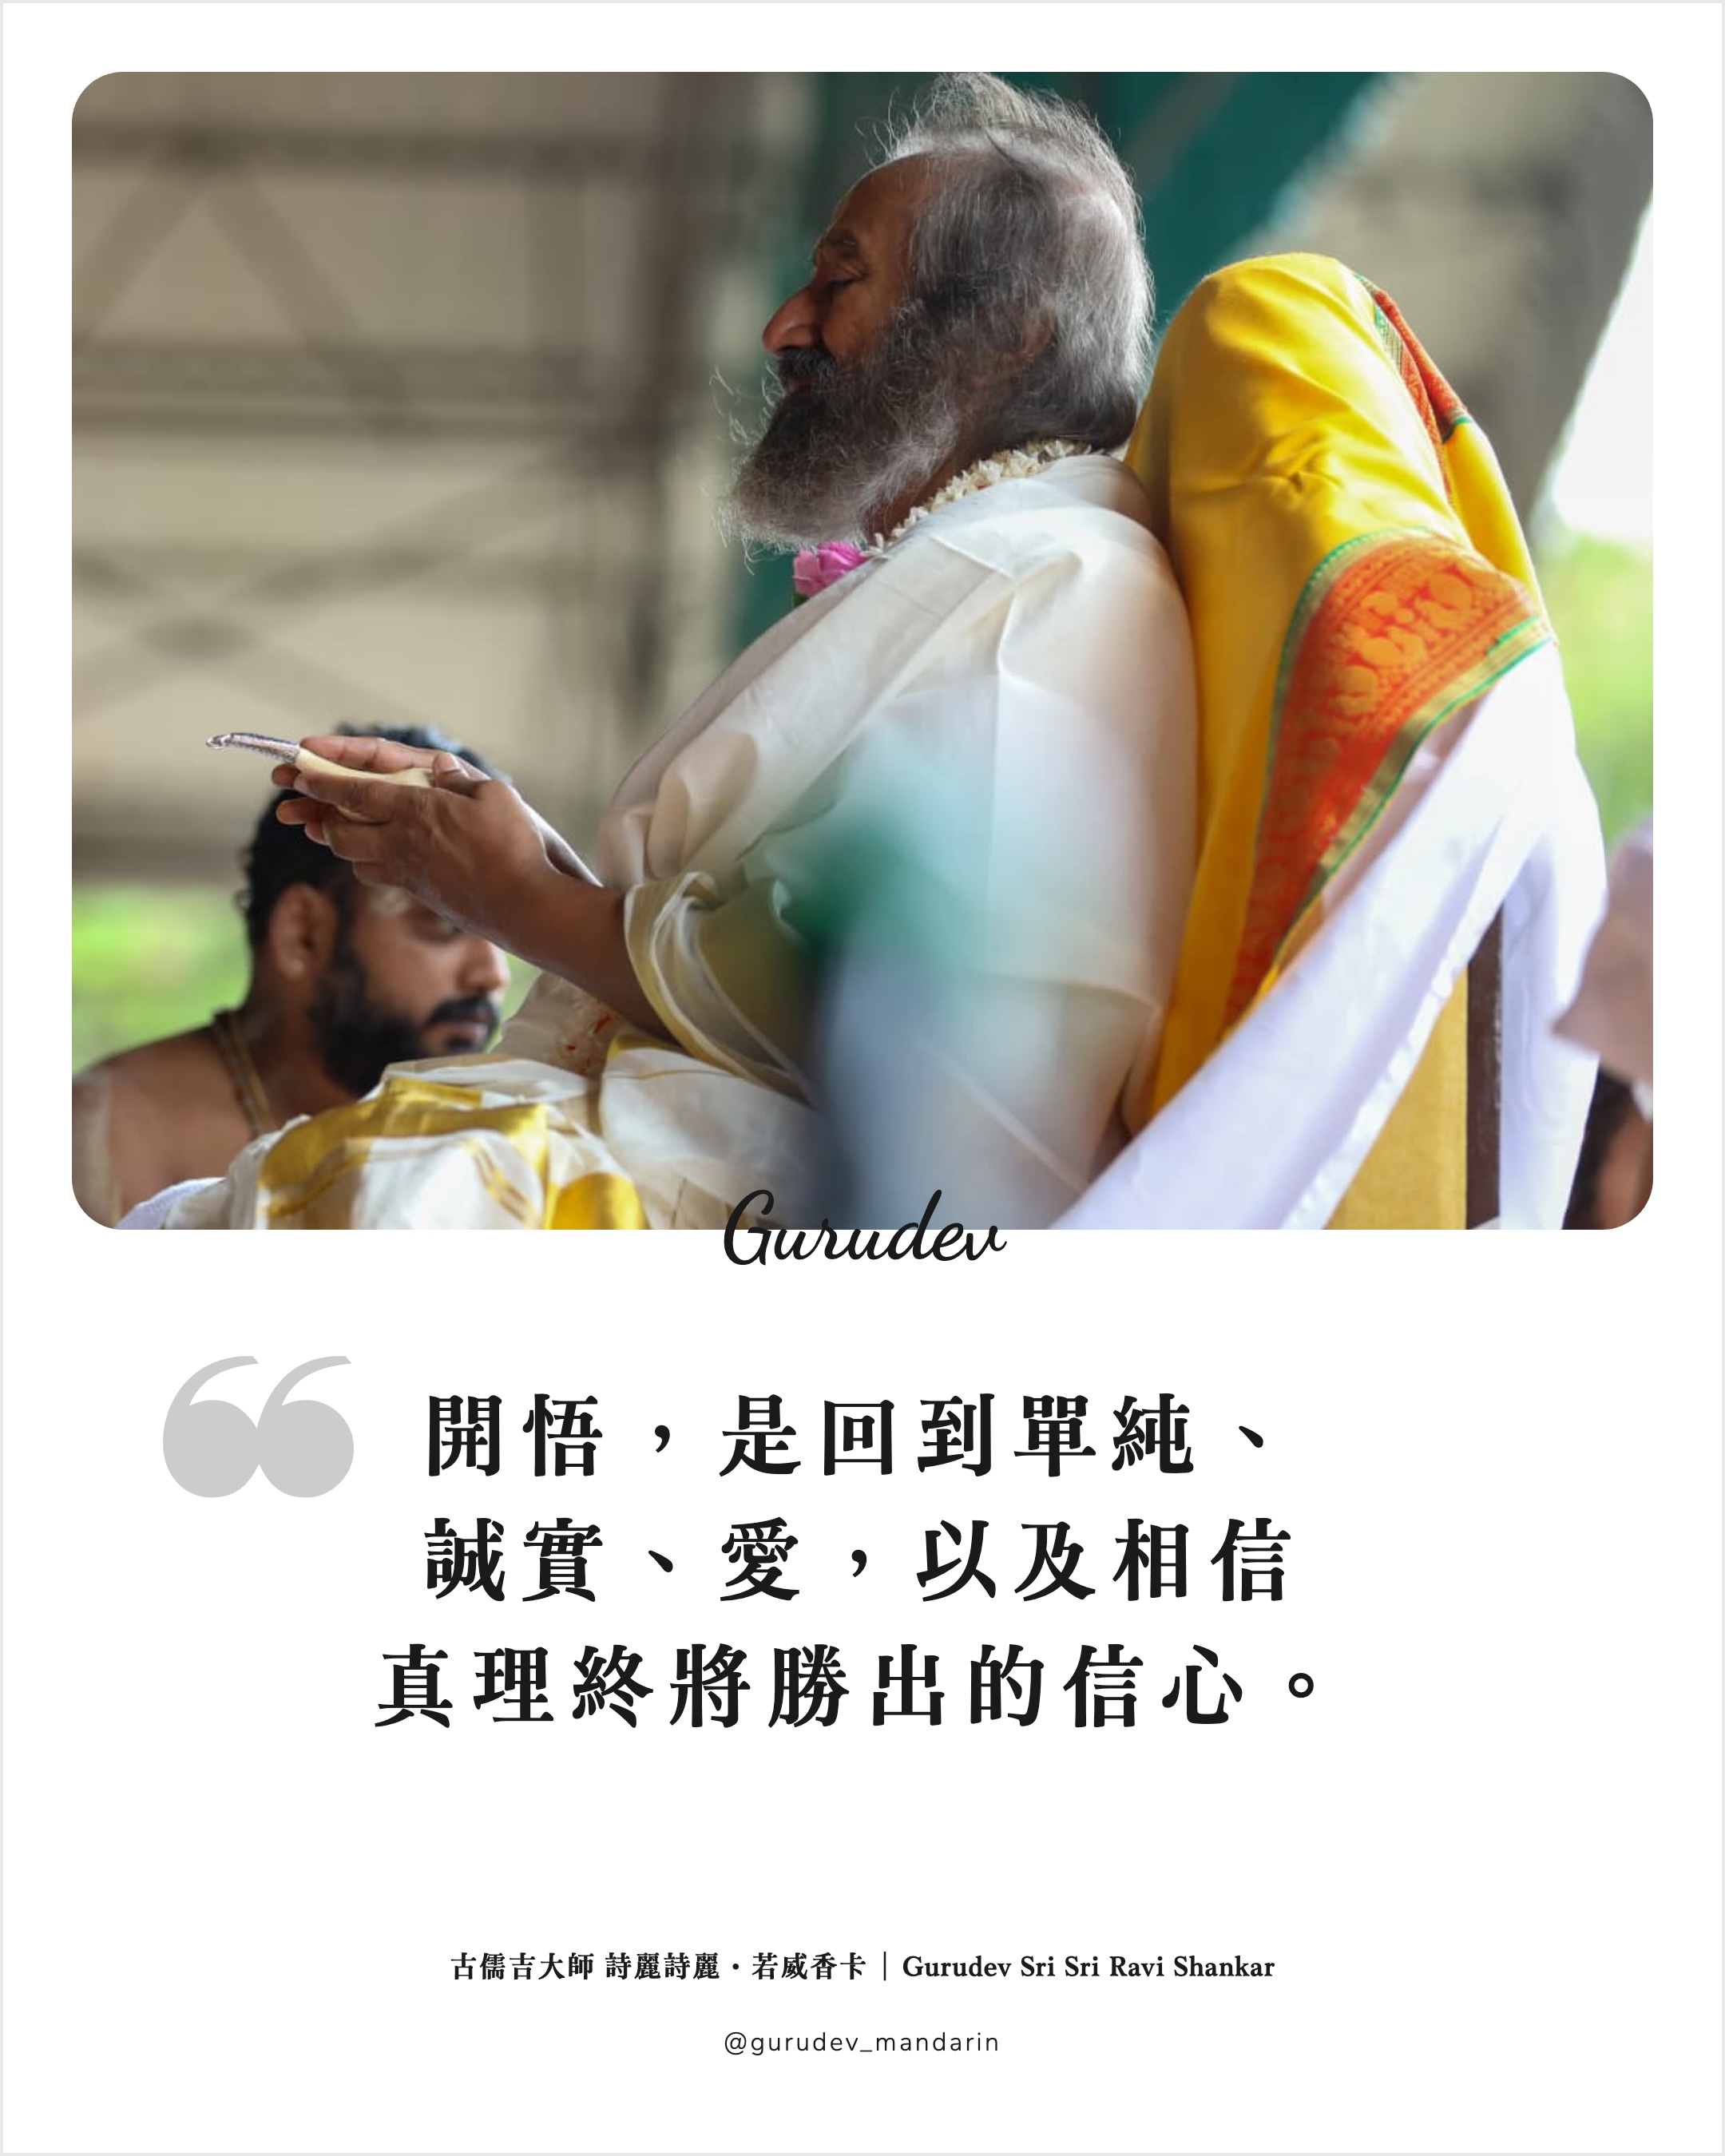 Gurudev
開悟，是回到單純、
誠實、愛，以及相信
真理終將勝出的信心。
古儒吉大師 詩麗詩麗·若威香卡 | Gurudev Sri Sri Ravi Shankar
@gurudev_mandarin